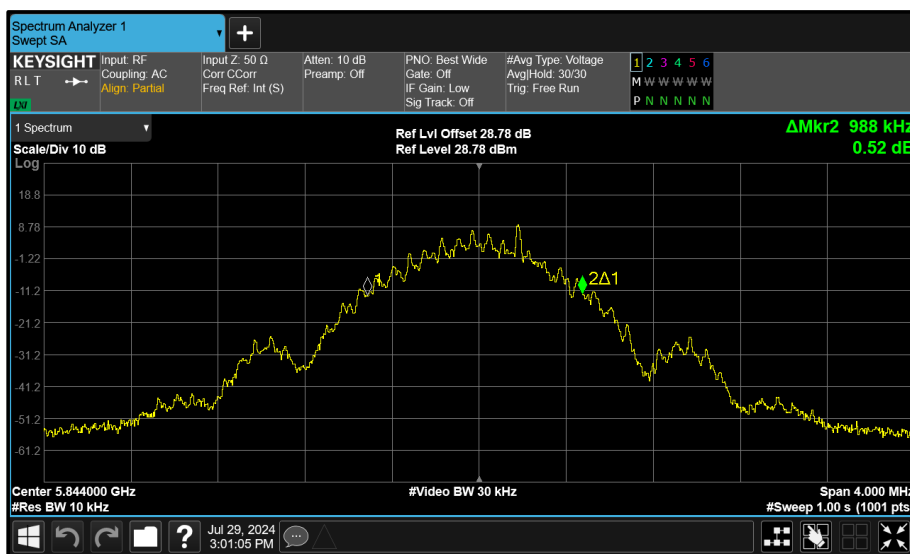 Spectrum Analyzer 1
Swept SA
+
KEYSIGHT
RLT
LXI
Input: RF
Coupling: AC
Align: Partial
Input Z: 50 Ω
Corr CCorr
Freq Ref: Int (S)
Atten: 10 dB
Preamp: Off
PNO: Best Wide
Gate: Off
IF Gain: Low
Sig Track: Off
#Avg Type: Voltage
Avg|Hold: 30/30
Trig: Free Run
1 2 3 4 5 6
M W W W W W
P N N N N N
1 Spectrum
Scale/Div 10 dB
Log
Ref Lvl Offset 28.78 dB
Ref Level 28.78 dBm
ΔMkr2 988 kHz
0.52 dB
18.8
8.78
-1.22
-11.2
-21.2
-31.2
-41.2
-51.2
-61.2
1
2Δ1
Center 5.844000 GHz
#Res BW 10 kHz
#Video BW 30 kHz
Span 4.000 MHz
#Sweep 1.00 s (1001 pts
?
Jul 29, 2024
3:01:05 PM